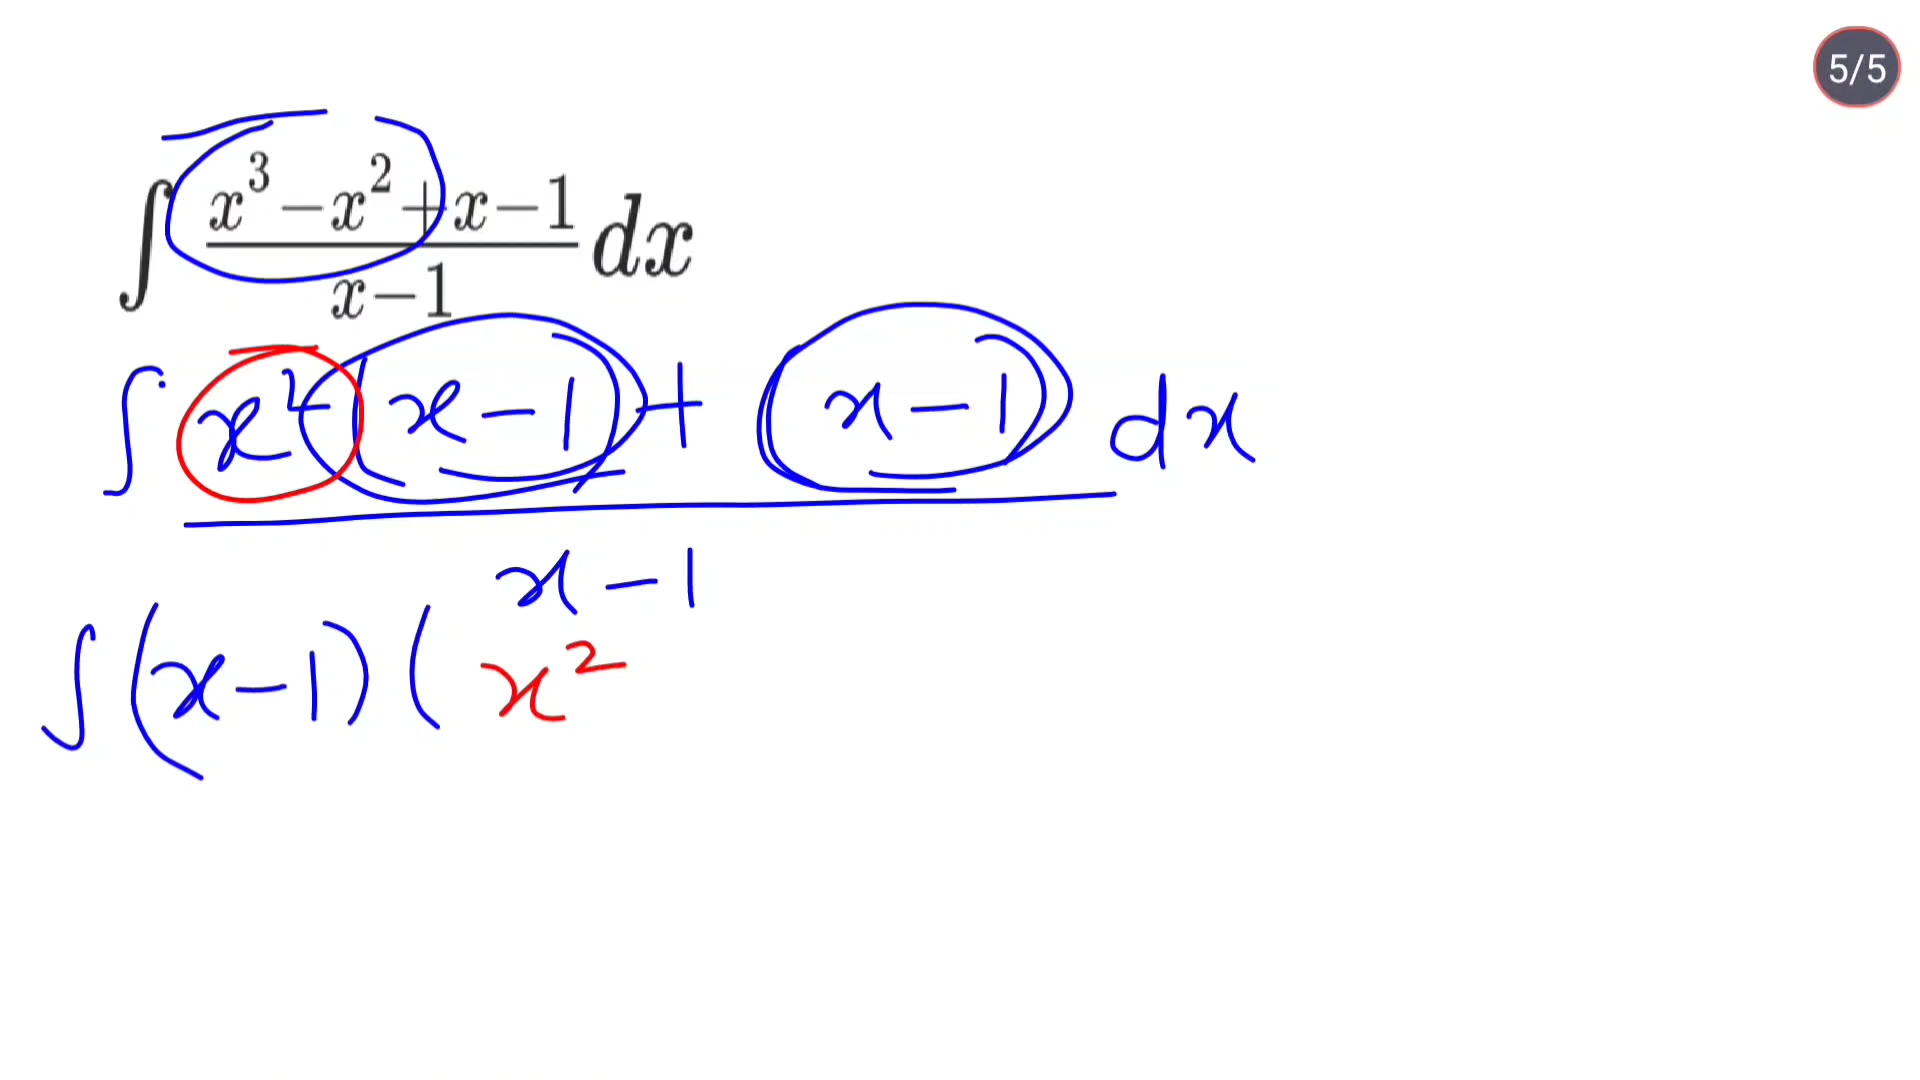 5/5
∫ (x³ − x² + x − 1)/(x − 1) dx
∫ x² (x − 1) + (x − 1) dx
x − 1
∫ (x − 1) ( x²